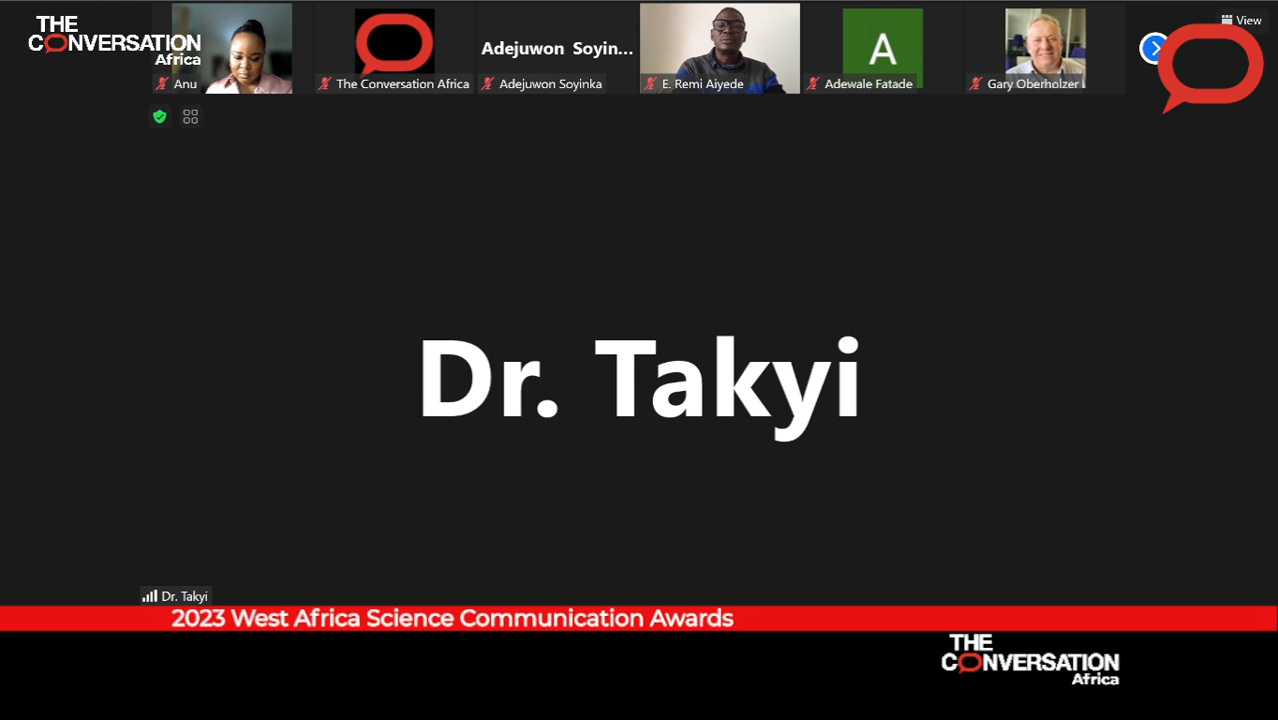 THE
CONVERSATION
Africa
Anu
The Conversation Africa
Adejuwon Soyin...
Adejuwon Soyinka
E. Remi Aiyede
A
Adewale Fatade
Gary Oberholzer
View
Dr. Takyi
Dr. Takyi
2023 West Africa Science Communication Awards
THE
CONVERSATION
Africa